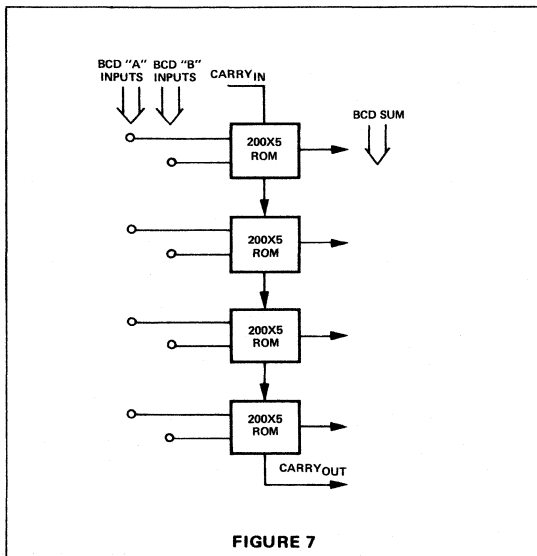 BCD "A" BCD "B"
INPUTS INPUTS
CARRYIN
BCD SUM
200X5
ROM
200X5
ROM
200X5
ROM
200X5
ROM
CARRYOUT
FIGURE 7